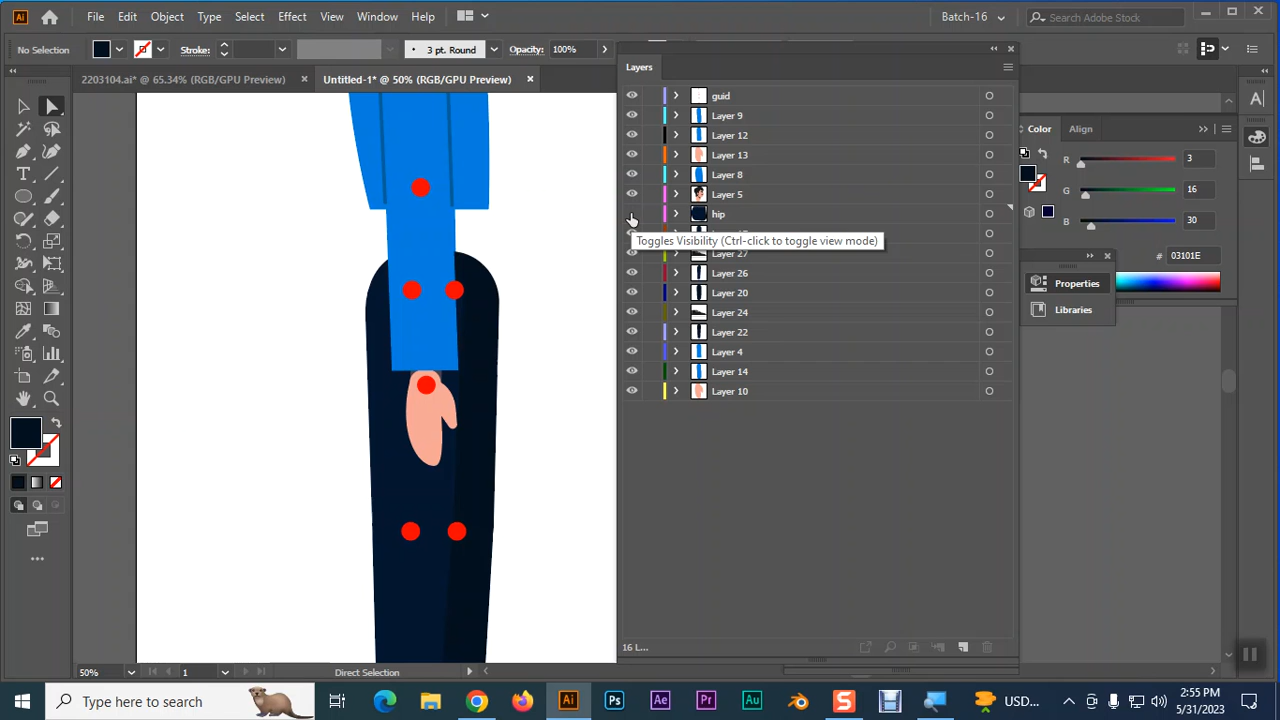 Ai File Edit Object Type Select Effect View Window Help Batch-16 Search Adobe Stock
No Selection Stroke: 3 pt. Round Opacity: 100%
2203104.ai* @ 65.34% (RGB/GPU Preview) × Untitled-1* @ 50% (RGB/GPU Preview) ×
Layers
guid
Layer 9
Layer 12
Layer 13
Layer 8
Layer 5
hip
Toggles Visibility (Ctrl-click to toggle view mode)
Layer 27
Layer 26
Layer 20
Layer 24
Layer 22
Layer 4
Layer 14
Layer 10
16 L...
Color Align
R 3
G 16
B 30
# 03101E
Properties
Libraries
50% 1 Direct Selection
Type here to search
Ai Ps Ae Pr Au S USD...
2:55 PM
5/31/2023